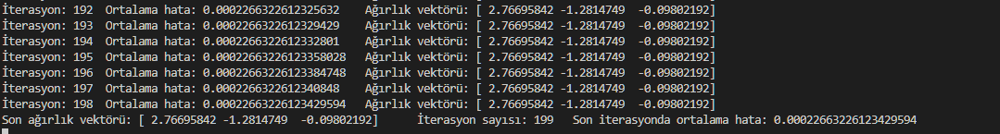 İterasyon: 192  Ortalama hata: 0.0002266322612325632    Ağırlık vektörü: [ 2.76695842 -1.2814749  -0.09802192]
İterasyon: 193  Ortalama hata: 0.00022663226612329429    Ağırlık vektörü: [ 2.76695842 -1.2814749  -0.09802192]
İterasyon: 194  Ortalama hata: 0.0002266322612332801    Ağırlık vektörü: [ 2.76695842 -1.2814749  -0.09802192]
İterasyon: 195  Ortalama hata: 0.00022663226123358028    Ağırlık vektörü: [ 2.76695842 -1.2814749  -0.09802192]
İterasyon: 196  Ortalama hata: 0.00022663226123384748    Ağırlık vektörü: [ 2.76695842 -1.2814749  -0.09802192]
İterasyon: 197  Ortalama hata: 0.0002266322612340848    Ağırlık vektörü: [ 2.76695842 -1.2814749  -0.09802192]
İterasyon: 198  Ortalama hata: 0.00022663226123429594    Ağırlık vektörü: [ 2.76695842 -1.2814749  -0.09802192]
Son ağırlık vektörü: [ 2.76695842 -1.2814749  -0.09802192]      İterasyon sayısı: 199   Son iterasyonda ortalama hata: 0.00022663226123429594